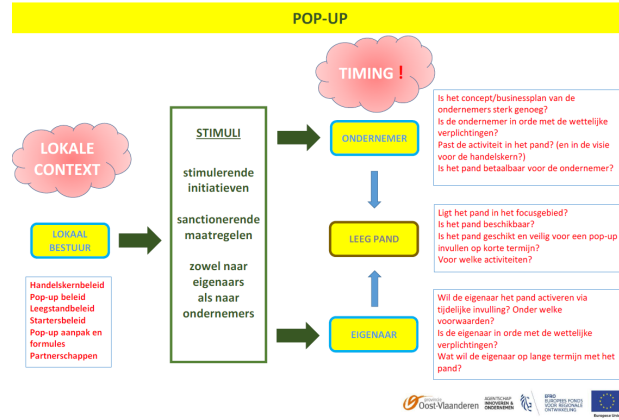 POP-UP
LOKALE
CONTEXT
LOKAAL
BESTUUR
Handelskernbeleid
Pop-up beleid
Leegstandbeleid
Startersbeleid
Pop-up aanpak en
formules
Partnerschappen
STIMULI
stimulerende
initiatieven
sanctionerende
maatregelen
zowel naar
eigenaars
als naar
ondernemers
TIMING !
ONDERNEMER
LEEG PAND
EIGENAAR
Is het concept/businessplan van de
ondernemers sterk genoeg?
Is de ondernemer in orde met de wettelijke
verplichtingen?
Past de activiteit in het pand? (en in de visie
voor de handelskern?)
Is het pand betaalbaar voor de ondernemer?
Ligt het pand in het focusgebied?
Is het pand beschikbaar?
Is het pand geschikt en veilig voor een pop-up
invullen op korte termijn?
Voor welke activiteiten?
Wil de eigenaar het pand activeren via
tijdelijke invulling? Onder welke
voorwaarden?
Is de eigenaar in orde met de wettelijke
verplichtingen?
Wat wil de eigenaar op lange termijn met het
pand?
provincie
Oost-Vlaanderen
AGENTSCHAP
INNOVEREN &
ONDERNEMEN
EFRO
EUROPEES FONDS
VOOR REGIONALE
ONTWIKKELING
Europese Uni